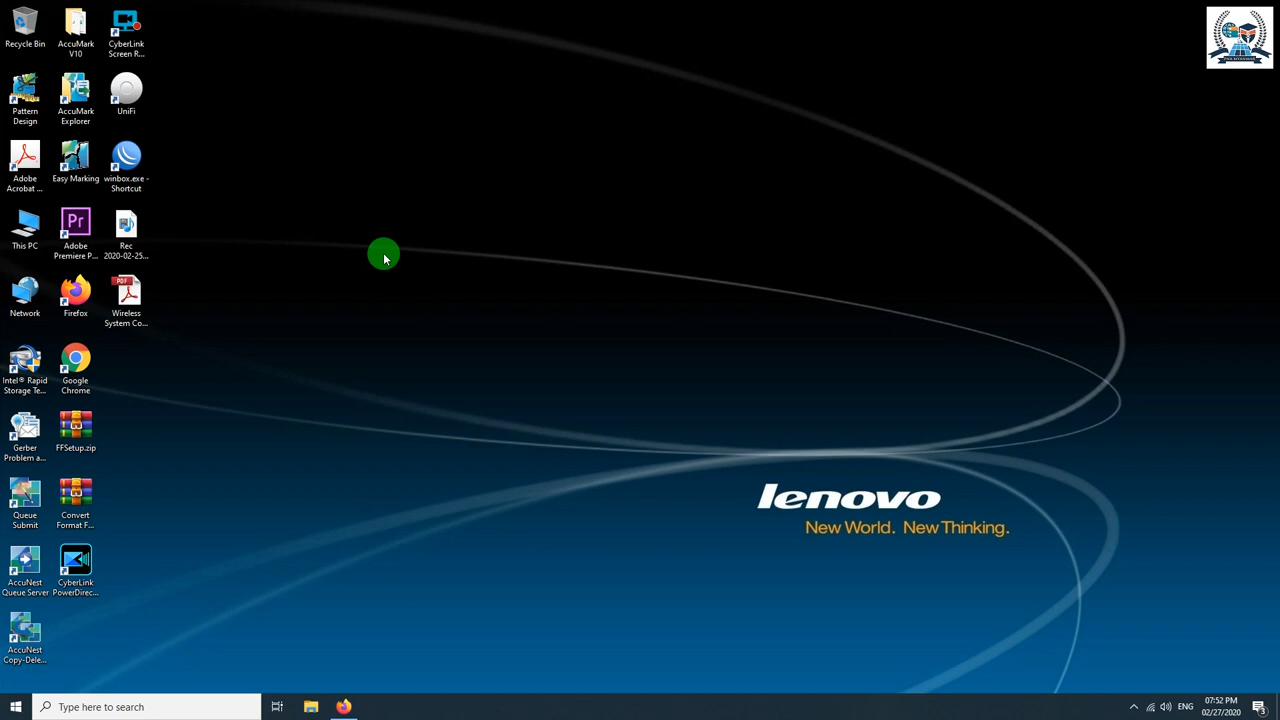 Recycle Bin
AccuMark
V10
CyberLink
Screen R...
Pattern
Design
AccuMark
Explorer
UniFi
Adobe
Acrobat ...
Easy Marking
winbox.exe -
Shortcut
This PC
Pr
Adobe
Premiere P...
Rec
2020-02-25...
Network
Firefox
PDF
Wireless
System Co...
Intel® Rapid
Storage Te...
Google
Chrome
Gerber
Problem a...
FFSetup.zip
Queue
Submit
Convert
Format F...
AccuNest
Queue Server
CyberLink
PowerDirec...
AccuNest
Copy-Dele...
lenovo
New World. New Thinking.
Type here to search
ENG
07:52 PM
02/27/2020
3